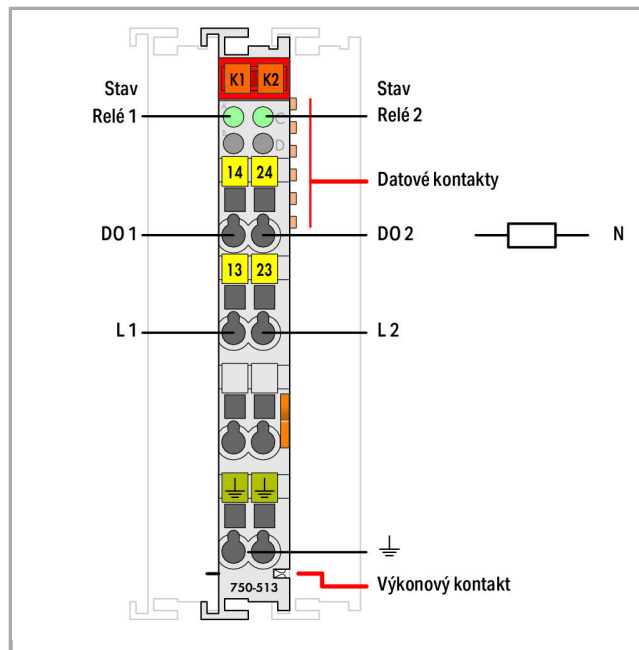 K1 K2
Stav
Relé 1
Stav
Relé 2
A
C
B
D
14 24
Datové kontakty
DO 1
DO 2
N
13 23
L 1
L 2
750-513
Výkonový kontakt